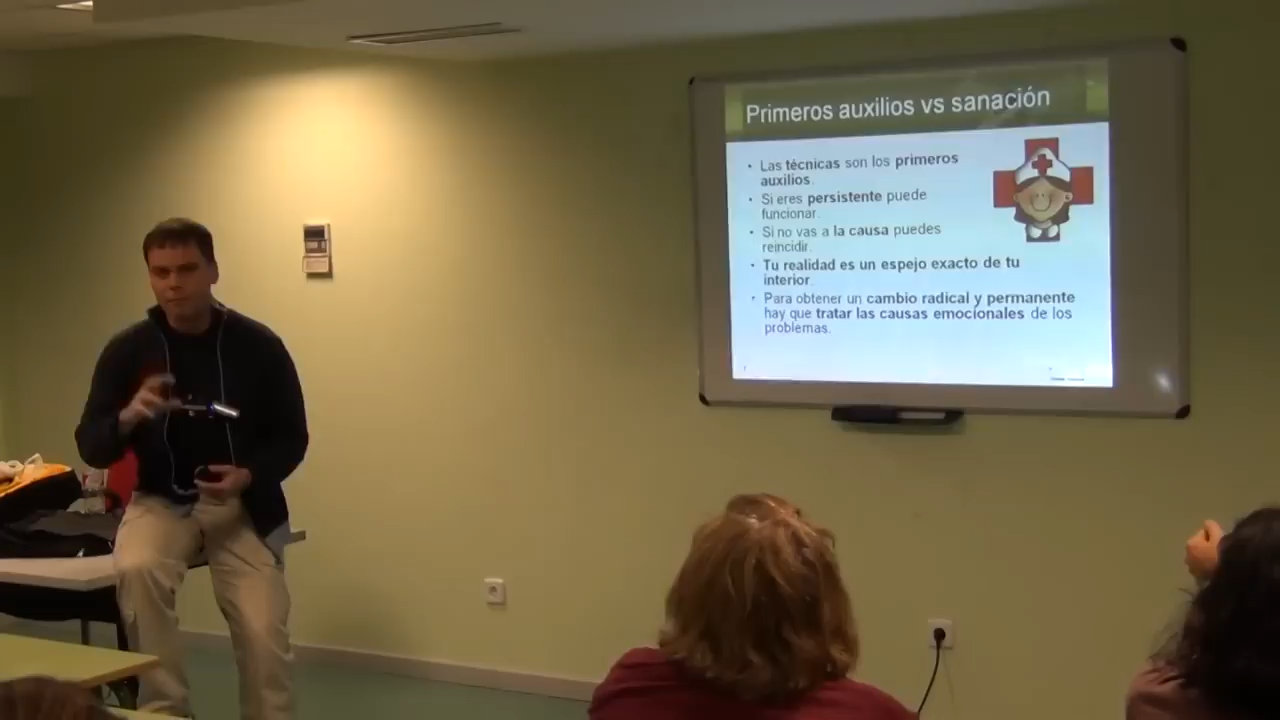 Primeros auxilios vs sanación
• Las técnicas son los primeros
auxilios.
• Si eres persistente puede
funcionar.
• Si no vas a la causa puedes
reincidir.
• Tu realidad es un espejo exacto de tu
interior.
• Para obtener un cambio radical y permanente
hay que tratar las causas emocionales de los
problemas.